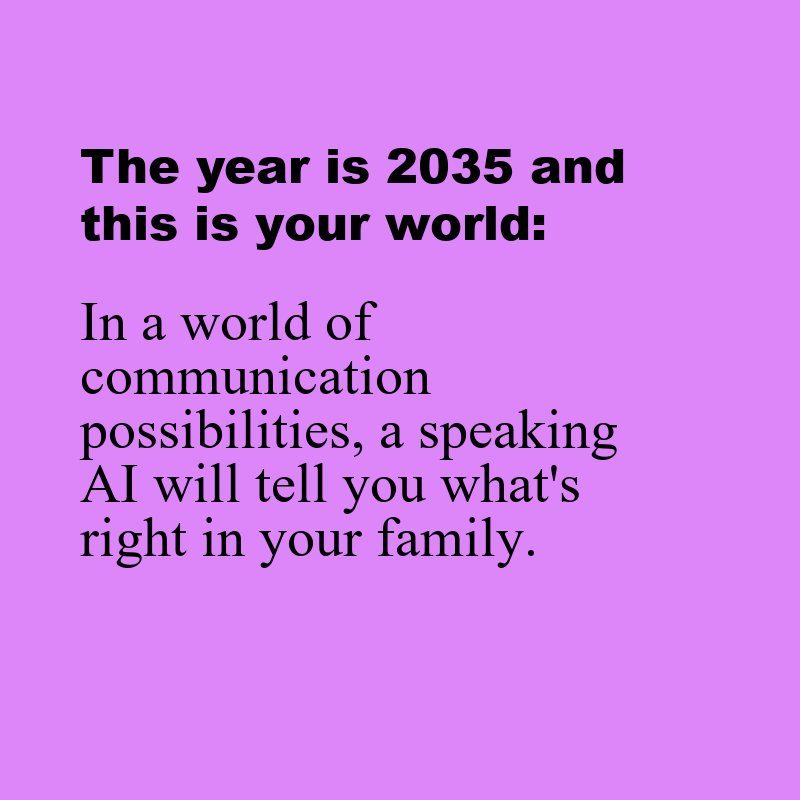 The year is 2035 and
this is your world:
In a world of
communication
possibilities, a speaking
AI will tell you what's
right in your family.